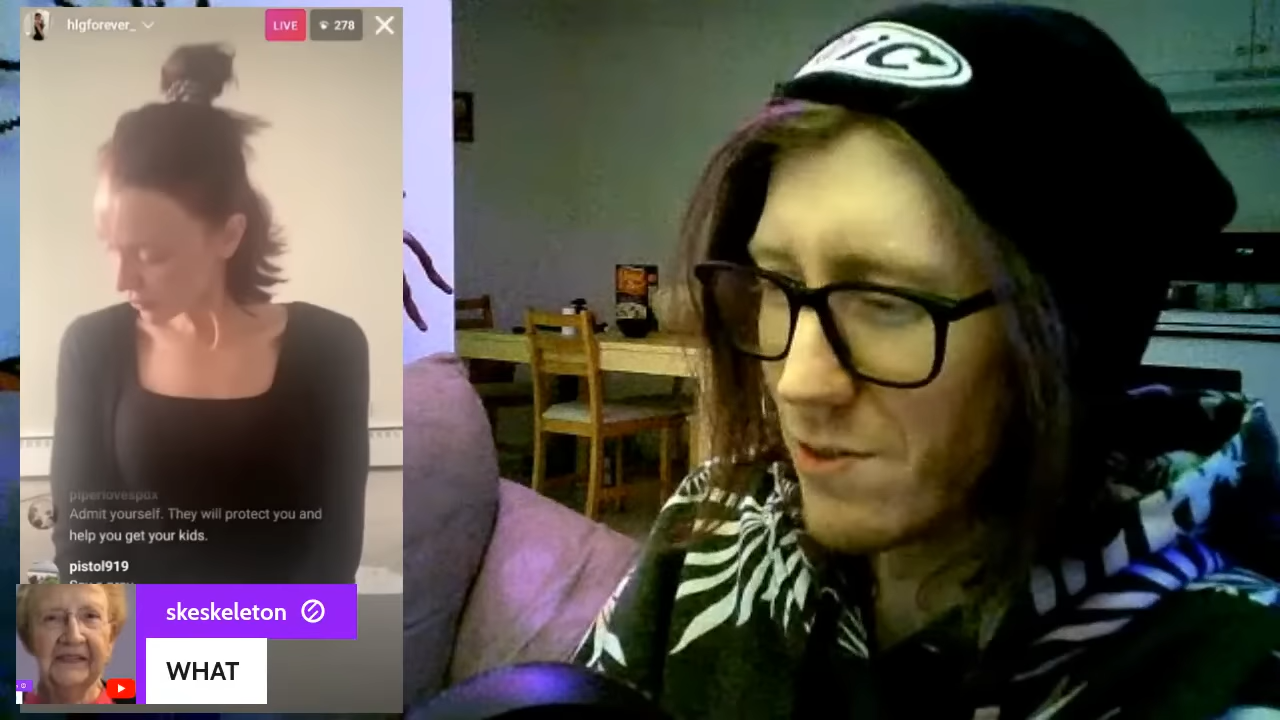 hlgforever_
LIVE
278
piperlovespdx
Admit yourself. They will protect you and
help you get your kids.
pistol919
skeskeleton
WHAT
BiC